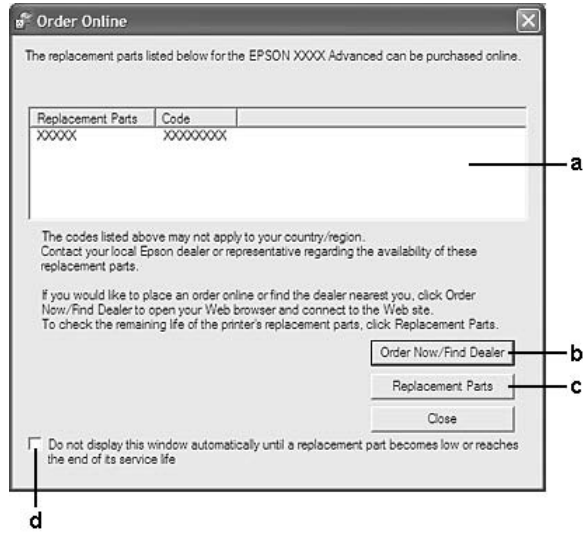 Order Online
The replacement parts listed below for the EPSON XXXX Advanced can be purchased online.
Replacement Parts Code
XXXXX XXXXXXXX
a
The codes listed above may not apply to your country/region.
Contact your local Epson dealer or representative regarding the availability of these
replacement parts.
If you would like to place an order online or find the dealer nearest you, click Order
Now/Find Dealer to open your Web browser and connect to the Web site.
To check the remaining life of the printer's replacement parts, click Replacement Parts.
Order Now/Find Dealer b
Replacement Parts c
Close
Do not display this window automatically until a replacement part becomes low or reaches
the end of its service life
d